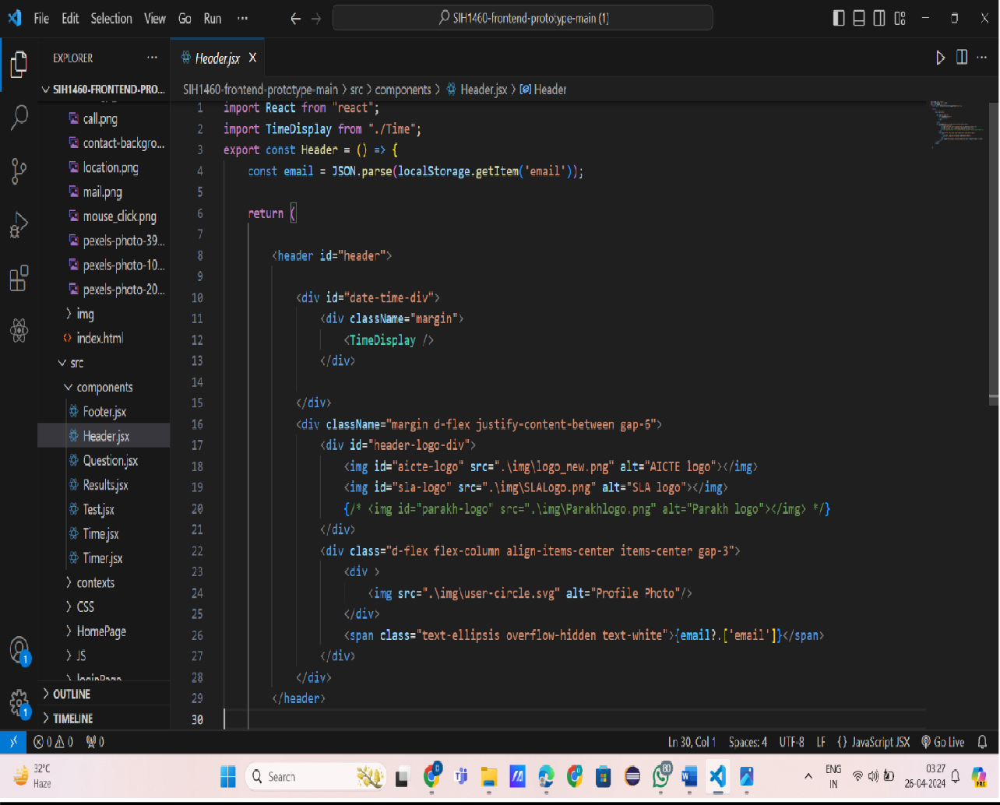 File Edit Selection View Go Run ···
SIH1460-frontend-prototype-main (1)
EXPLORER ···
SIH1460-FRONTEND-PRO...
call.png
contact-backgro...
location.png
mail.png
mouse_click.png
pexels-photo-39...
pexels-photo-10...
pexels-photo-20...
img
index.html
src
components
Footer.jsx
Header.jsx
Question.jsx
Results.jsx
Test.jsx
Time.jsx
Timer.jsx
contexts
CSS
HomePage
JS
loginPage
OUTLINE
TIMELINE
Header.jsx X
SIH1460-frontend-prototype-main > src > components > Header.jsx > Header
1 import React from "react";
2 import TimeDisplay from "./Time";
3 export const Header = () => {
4 const email = JSON.parse(localStorage.getItem('email'));
5
6 return (
7
8 <header id="header">
9
10 <div id="date-time-div">
11 <div className="margin">
12 <TimeDisplay />
13 </div>
14
15 </div>
16 <div className="margin d-flex justify-content-between gap-6">
17 <div id="header-logo-div">
18 <img id="aicte-logo" src=".\img\logo_new.png" alt="AICTE logo"></img>
19 <img id="sla-logo" src=".\img\SLALogo.png" alt="SLA logo"></img>
20 {/* <img id="parakh-logo" src=".\img\Parakhlogo.png" alt="Parakh logo"></img> */}
21 </div>
22 <div class="d-flex flex-column align-items-center items-center gap-3">
23 <div >
24 <img src=".\img\user-circle.svg" alt="Profile Photo"/>
25 </div>
26 <span class="text-ellipsis overflow-hidden text-white">{email?.['email']}</span>
27 </div>
28 </div>
29 </header>
30
1
1
0 0 0
Ln 30, Col 1 Spaces: 4 UTF-8 LF {} JavaScript JSX Go Live
32°C
Haze
Search
80
ENG
IN
03:27
26-04-2024
PRE